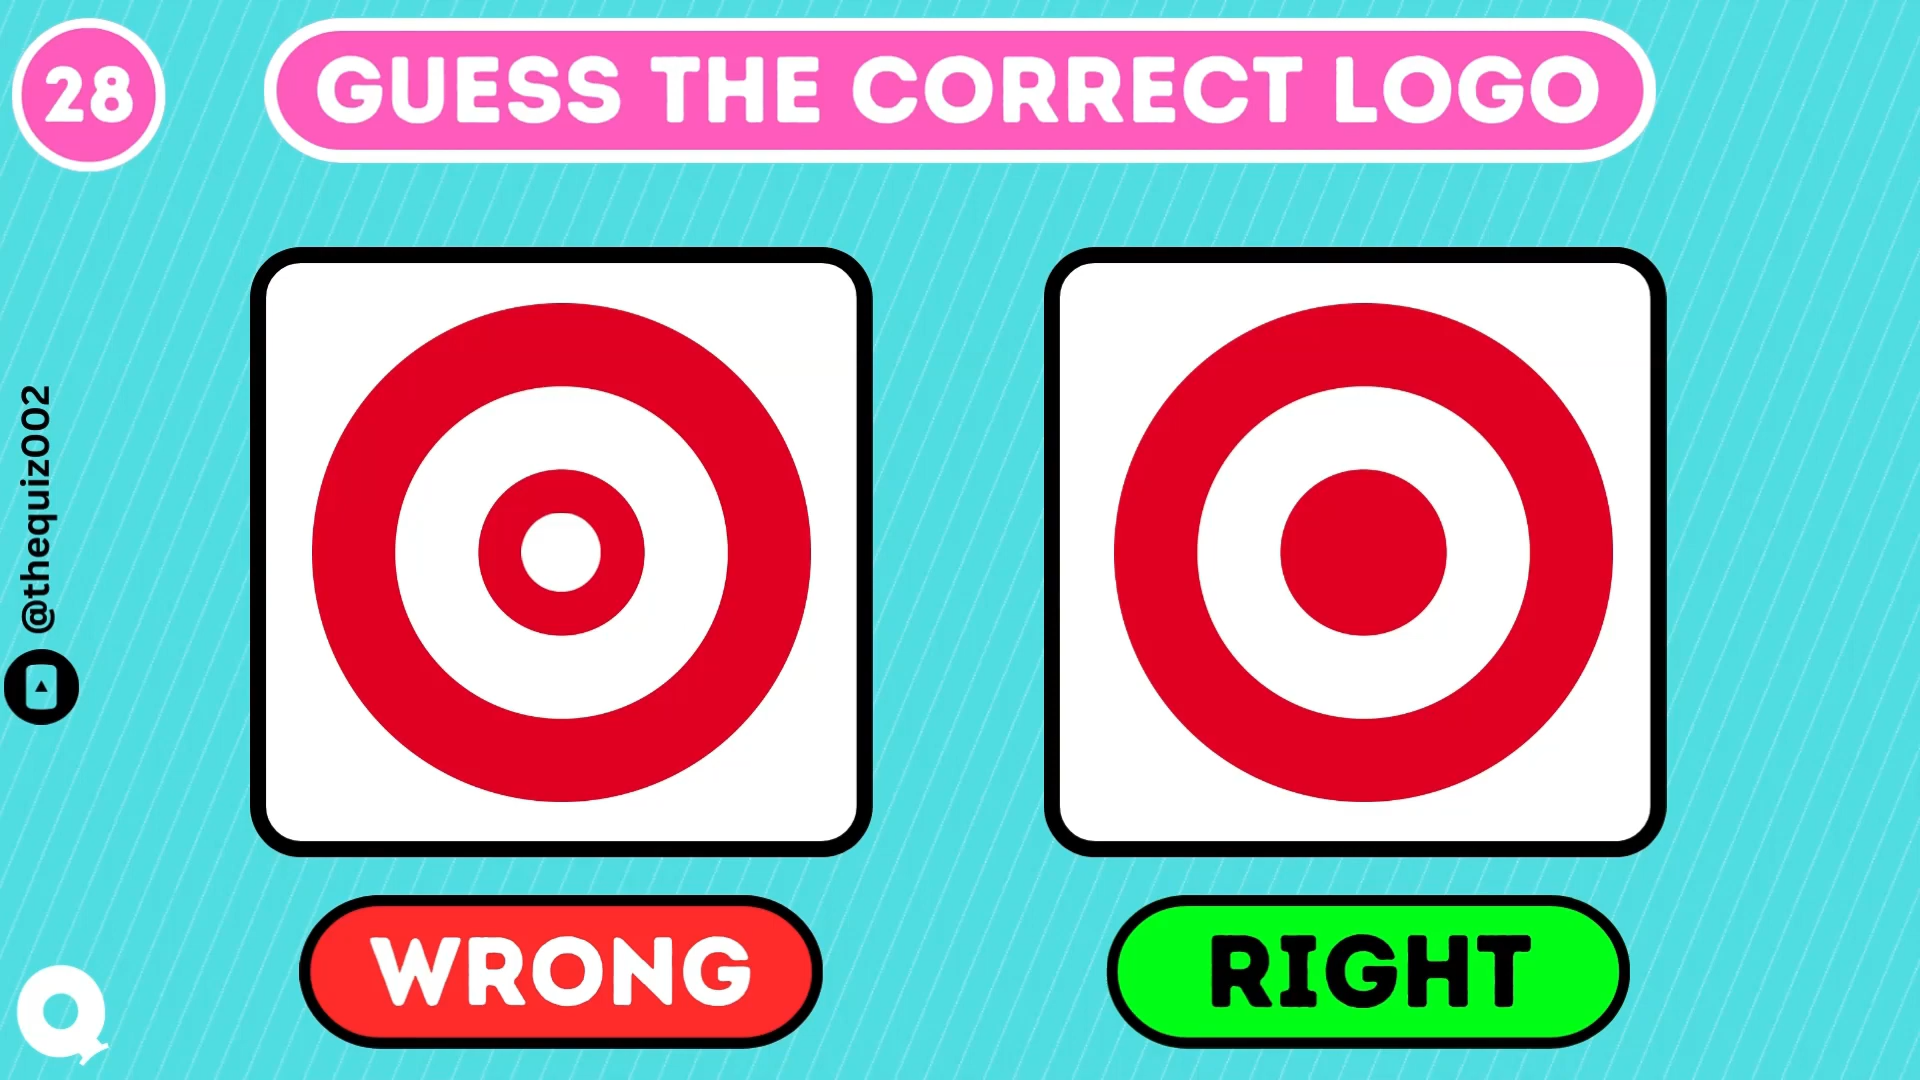 28
GUESS THE CORRECT LOGO
@thequiz002
WRONG
RIGHT
Q